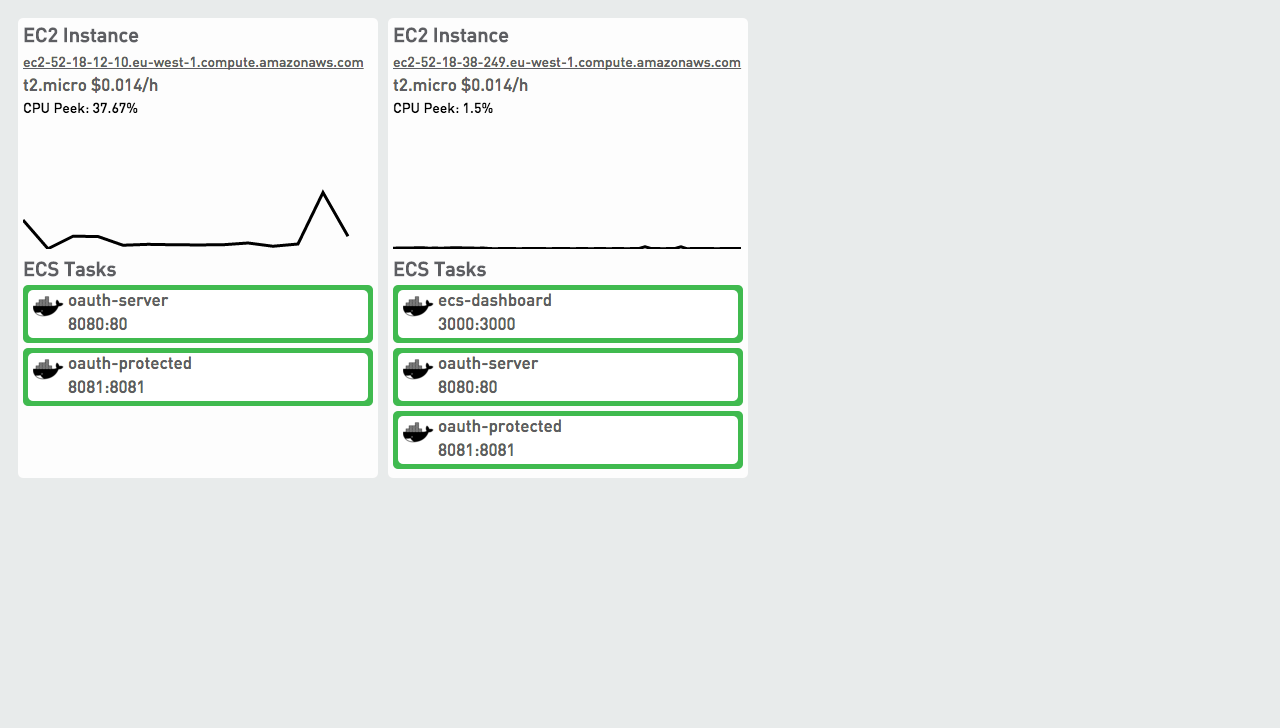 EC2 Instance
ec2-52-18-12-10.eu-west-1.compute.amazonaws.com
t2.micro $0.014/h
CPU Peek: 37.67%
ECS Tasks
oauth-server
8080:80
oauth-protected
8081:8081
EC2 Instance
ec2-52-18-38-249.eu-west-1.compute.amazonaws.com
t2.micro $0.014/h
CPU Peek: 1.5%
ECS Tasks
ecs-dashboard
3000:3000
oauth-server
8080:80
oauth-protected
8081:8081